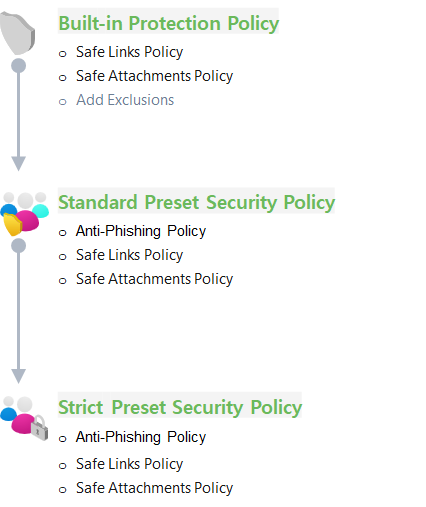 Built-in Protection Policy
o Safe Links Policy
o Safe Attachments Policy
o Add Exclusions
Standard Preset Security Policy
o Anti-Phishing Policy
o Safe Links Policy
o Safe Attachments Policy
Strict Preset Security Policy
o Anti-Phishing Policy
o Safe Links Policy
o Safe Attachments Policy